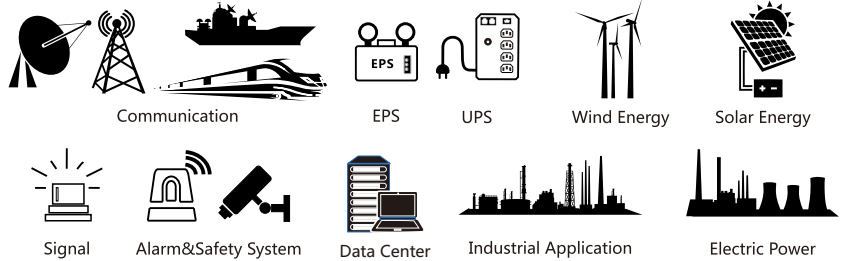 EPS
Communication
EPS
UPS
Wind Energy
Solar Energy
Signal
Alarm&Safety System
Data Center
Industrial Application
Electric Power